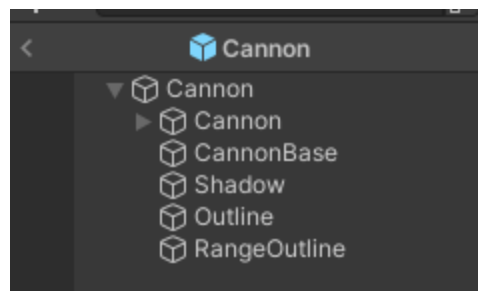 Cannon
Cannon
Cannon
CannonBase
Shadow
Outline
RangeOutline